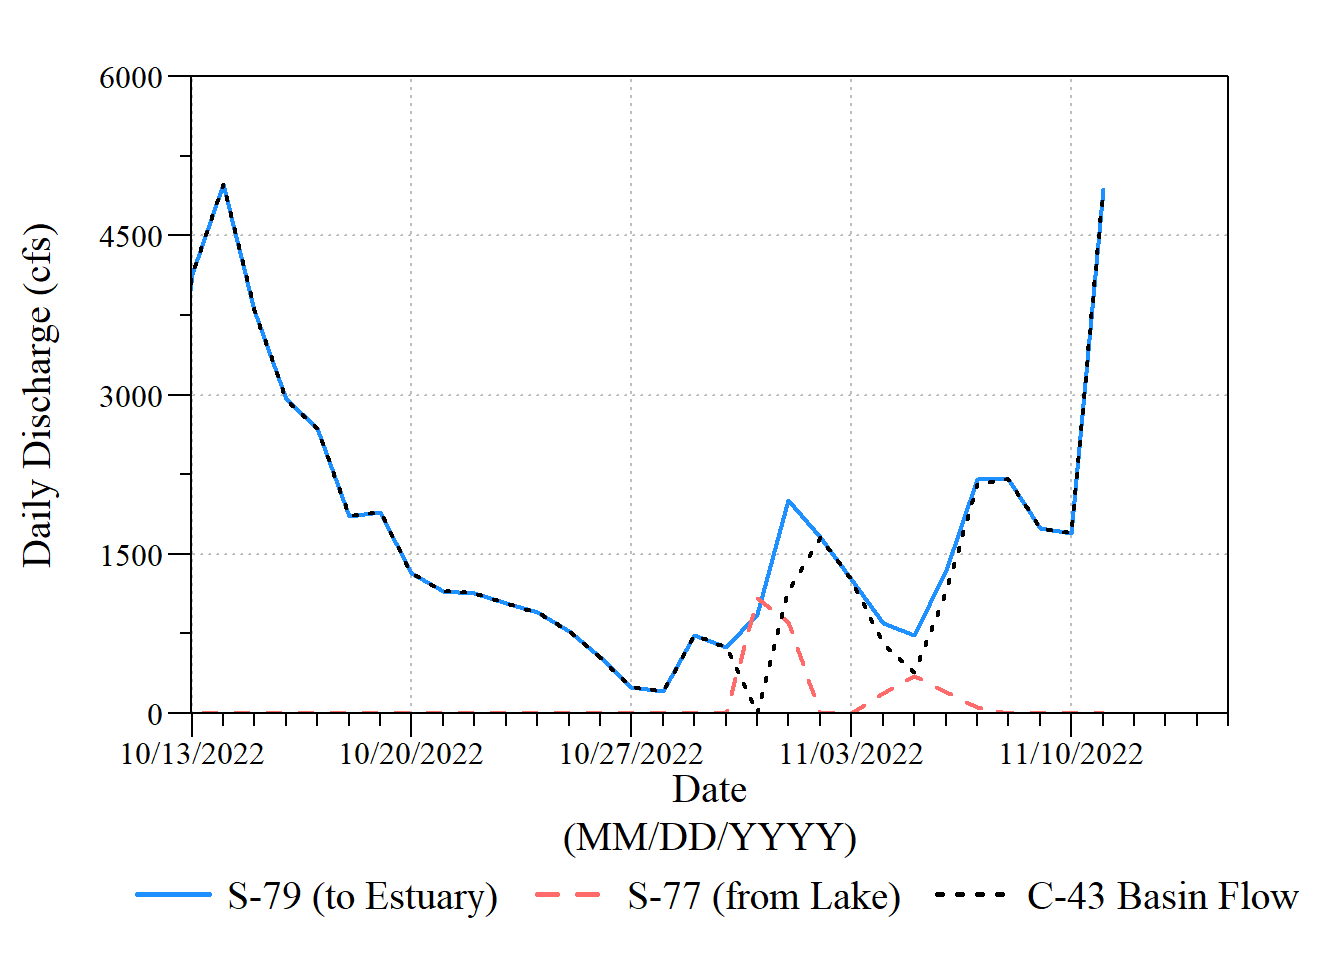 6000
4500
3000
1500
0
Daily Discharge (cfs)
10/13/2022 10/20/2022 10/27/2022 11/03/2022 11/10/2022
Date
(MM/DD/YYYY)
S-79 (to Estuary) S-77 (from Lake) C-43 Basin Flow